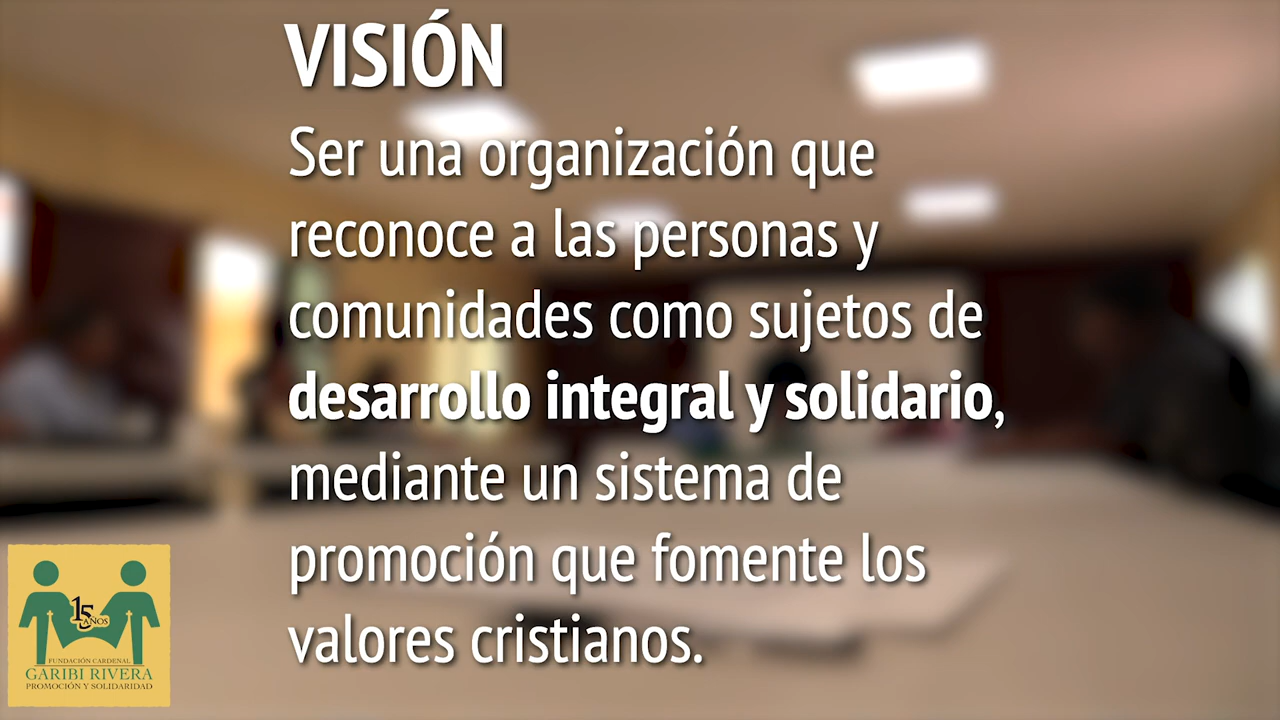 VISIÓN
Ser una organización que
reconoce a las personas y
comunidades como sujetos de
desarrollo integral y solidario,
mediante un sistema de
promoción que fomente los
valores cristianos.
15
AÑOS
FUNDACIÓN CARDENAL
GARIBI RIVERA
PROMOCIÓN Y SOLIDARIDAD